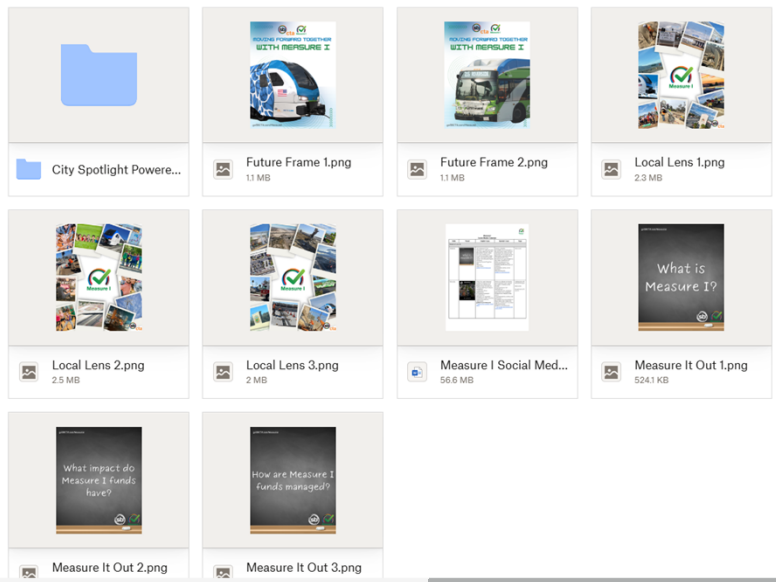 MOVING FORWARD TOGETHER
WITH MEASURE I
MOVING FORWARD TOGETHER
WITH MEASURE I
Measure I
City Spotlight Powere...
Future Frame 1.png
1.1 MB
Future Frame 2.png
1.1 MB
Local Lens 1.png
2.3 MB
Measure I
Measure I
What is
Measure I?
Local Lens 2.png
2.5 MB
Local Lens 3.png
2 MB
Measure I Social Med...
56.6 MB
Measure It Out 1.png
524.1 KB
What impact do
Measure I funds
have?
How are Measure I
funds managed?
Measure It Out 2.png
Measure It Out 3.png